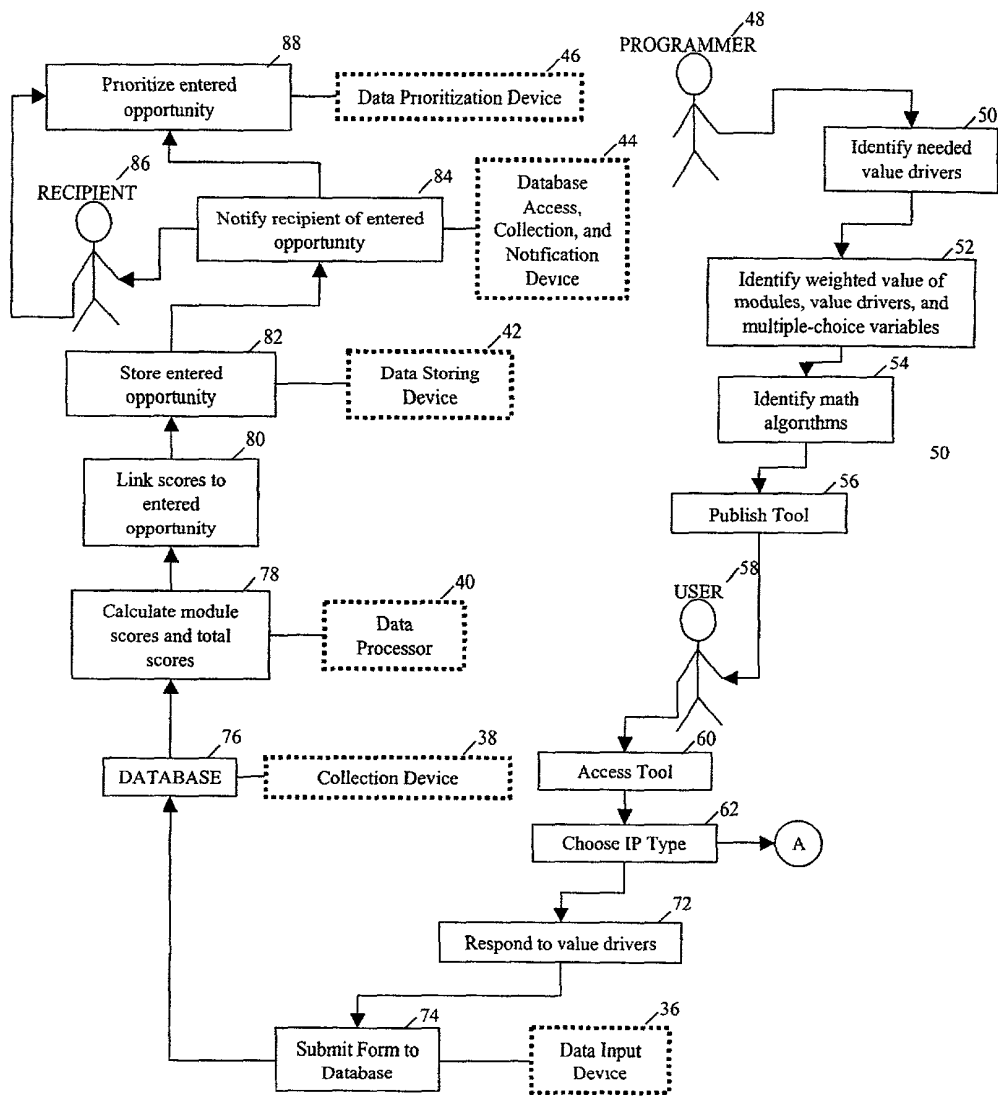 88
Prioritize entered
opportunity
46
Data Prioritization Device
86
RECIPIENT
84
Notify recipient of entered
opportunity
44
Database
Access,
Collection, and
Notification
Device
82
Store entered
opportunity
42
Data Storing
Device
80
Link scores to
entered
opportunity
78
Calculate module
scores and total
scores
40
Data
Processor
76
DATABASE
38
Collection Device
48
PROGRAMMER
50
Identify needed
value drivers
52
Identify weighted value of
modules, value drivers, and
multiple-choice variables
54
Identify math
algorithms
50
56
Publish Tool
58
USER
60
Access Tool
62
Choose IP Type
A
72
Respond to value drivers
74
Submit Form to
Database
36
Data Input
Device